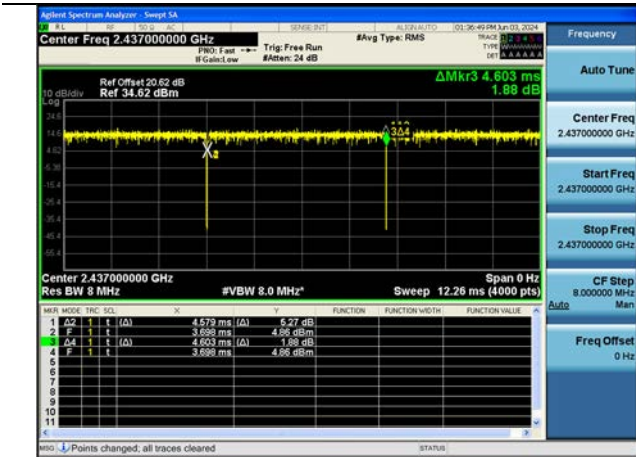 Agilent Spectrum Analyzer - Swept SA
RL RF 50 Ω AC SENSE:INT ALIGN AUTO 01:36:49 PM Jun 03, 2024
Center Freq 2.437000000 GHz #Avg Type: RMS TRACE 1 2 3 4 5 6
PNO: Fast Trig: Free Run TYPE
IFGain:Low #Atten: 24 dB DET A A A A A A
Frequency
Auto Tune
Ref Offset 20.62 dB ΔMkr3 4.603 ms
10 dB/div Ref 34.62 dBm 1.88 dB
Log
24.6
14.6
4.62
-5.38
-15.4
-25.4
-35.4
-45.4
-55.4
3Δ4
Center Freq
2.437000000 GHz
Start Freq
2.437000000 GHz
Stop Freq
2.437000000 GHz
CF Step
8.000000 MHz
Auto Man
Freq Offset
0 Hz
Center 2.437000000 GHz Span 0 Hz
Res BW 8 MHz #VBW 8.0 MHz* Sweep 12.26 ms (4000 pts)
MKR MODE TRC SCL X Y FUNCTION FUNCTION WIDTH FUNCTION VALUE
1 Δ2 1 t (Δ) 4.579 ms (Δ) 5.27 dB
2 F 1 t 3.698 ms 4.86 dBm
3 Δ4 1 t (Δ) 4.603 ms (Δ) 1.88 dB
4 F 1 t 3.698 ms 4.86 dBm
5
6
7
8
9
10
11
MSG Points changed; all traces cleared STATUS